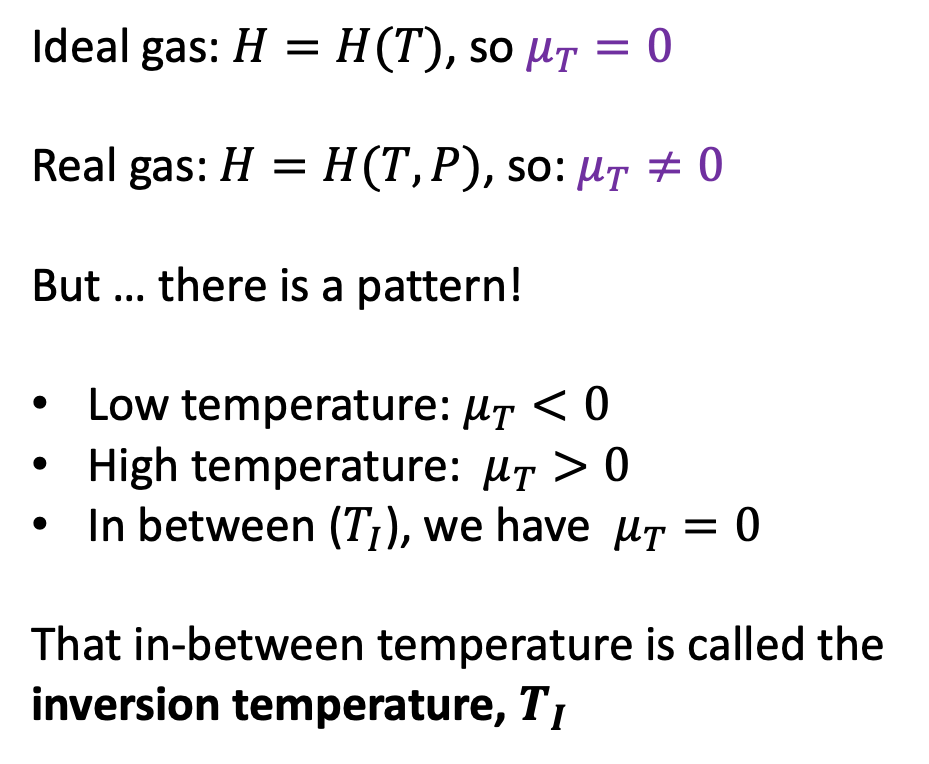 Ideal gas: H = H(T), so μ_T = 0
Real gas: H = H(T, P), so: μ_T ≠ 0
But … there is a pattern!
• Low temperature: μ_T < 0
• High temperature: μ_T > 0
• In between (T_I), we have μ_T = 0
That in-between temperature is called the
inversion temperature, T_I